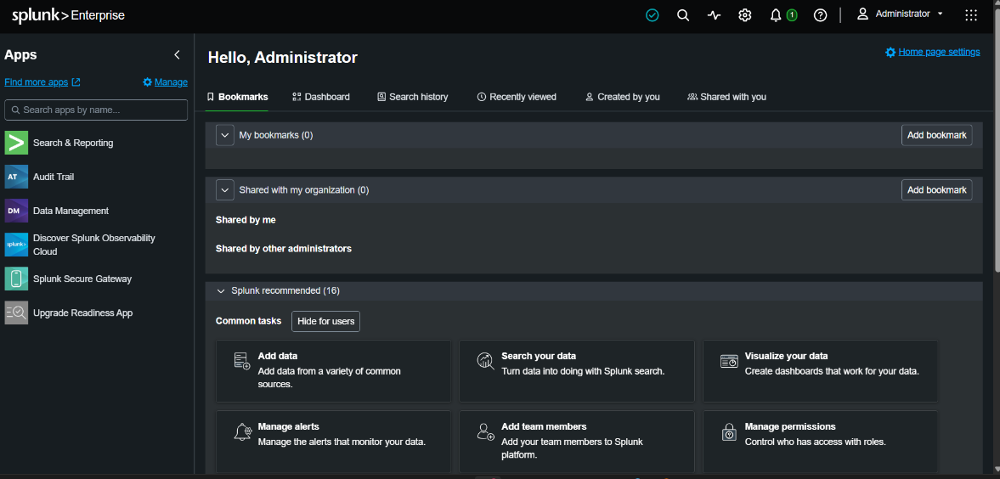 splunk> Enterprise
1
Administrator
Apps
Find more apps
Manage
Search apps by name...
Search & Reporting
AT
Audit Trail
DM
Data Management
splunk>
Discover Splunk Observability
Cloud
Splunk Secure Gateway
Upgrade Readiness App
Hello, Administrator
Home page settings
Bookmarks
Dashboard
Search history
Recently viewed
Created by you
Shared with you
My bookmarks (0)
Add bookmark
Shared with my organization (0)
Add bookmark
Shared by me
Shared by other administrators
Splunk recommended (16)
Common tasks
Hide for users
Add data
Add data from a variety of common
sources.
Search your data
Turn data into doing with Splunk search.
Visualize your data
Create dashboards that work for your data.
Manage alerts
Manage the alerts that monitor your data.
Add team members
Add your team members to Splunk
platform.
Manage permissions
Control who has access with roles.